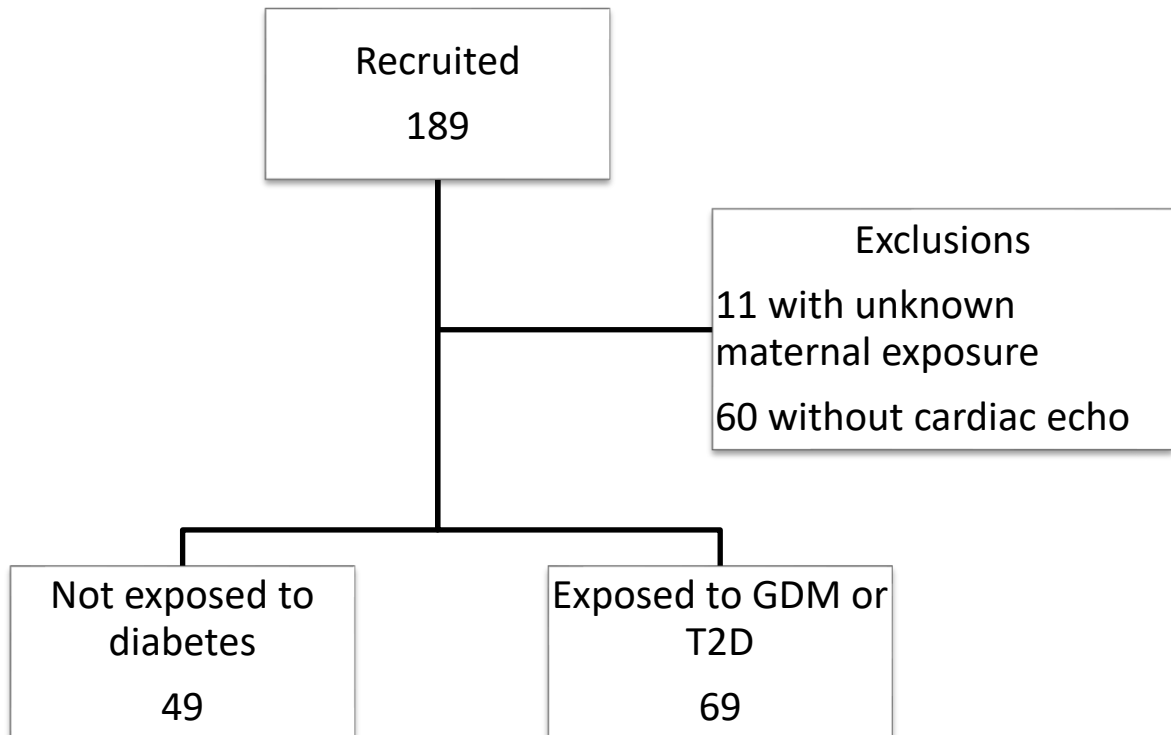 Recruited
189
Exclusions
11 with unknown
maternal exposure
60 without cardiac echo
Not exposed to
diabetes
49
Exposed to GDM or
T2D
69